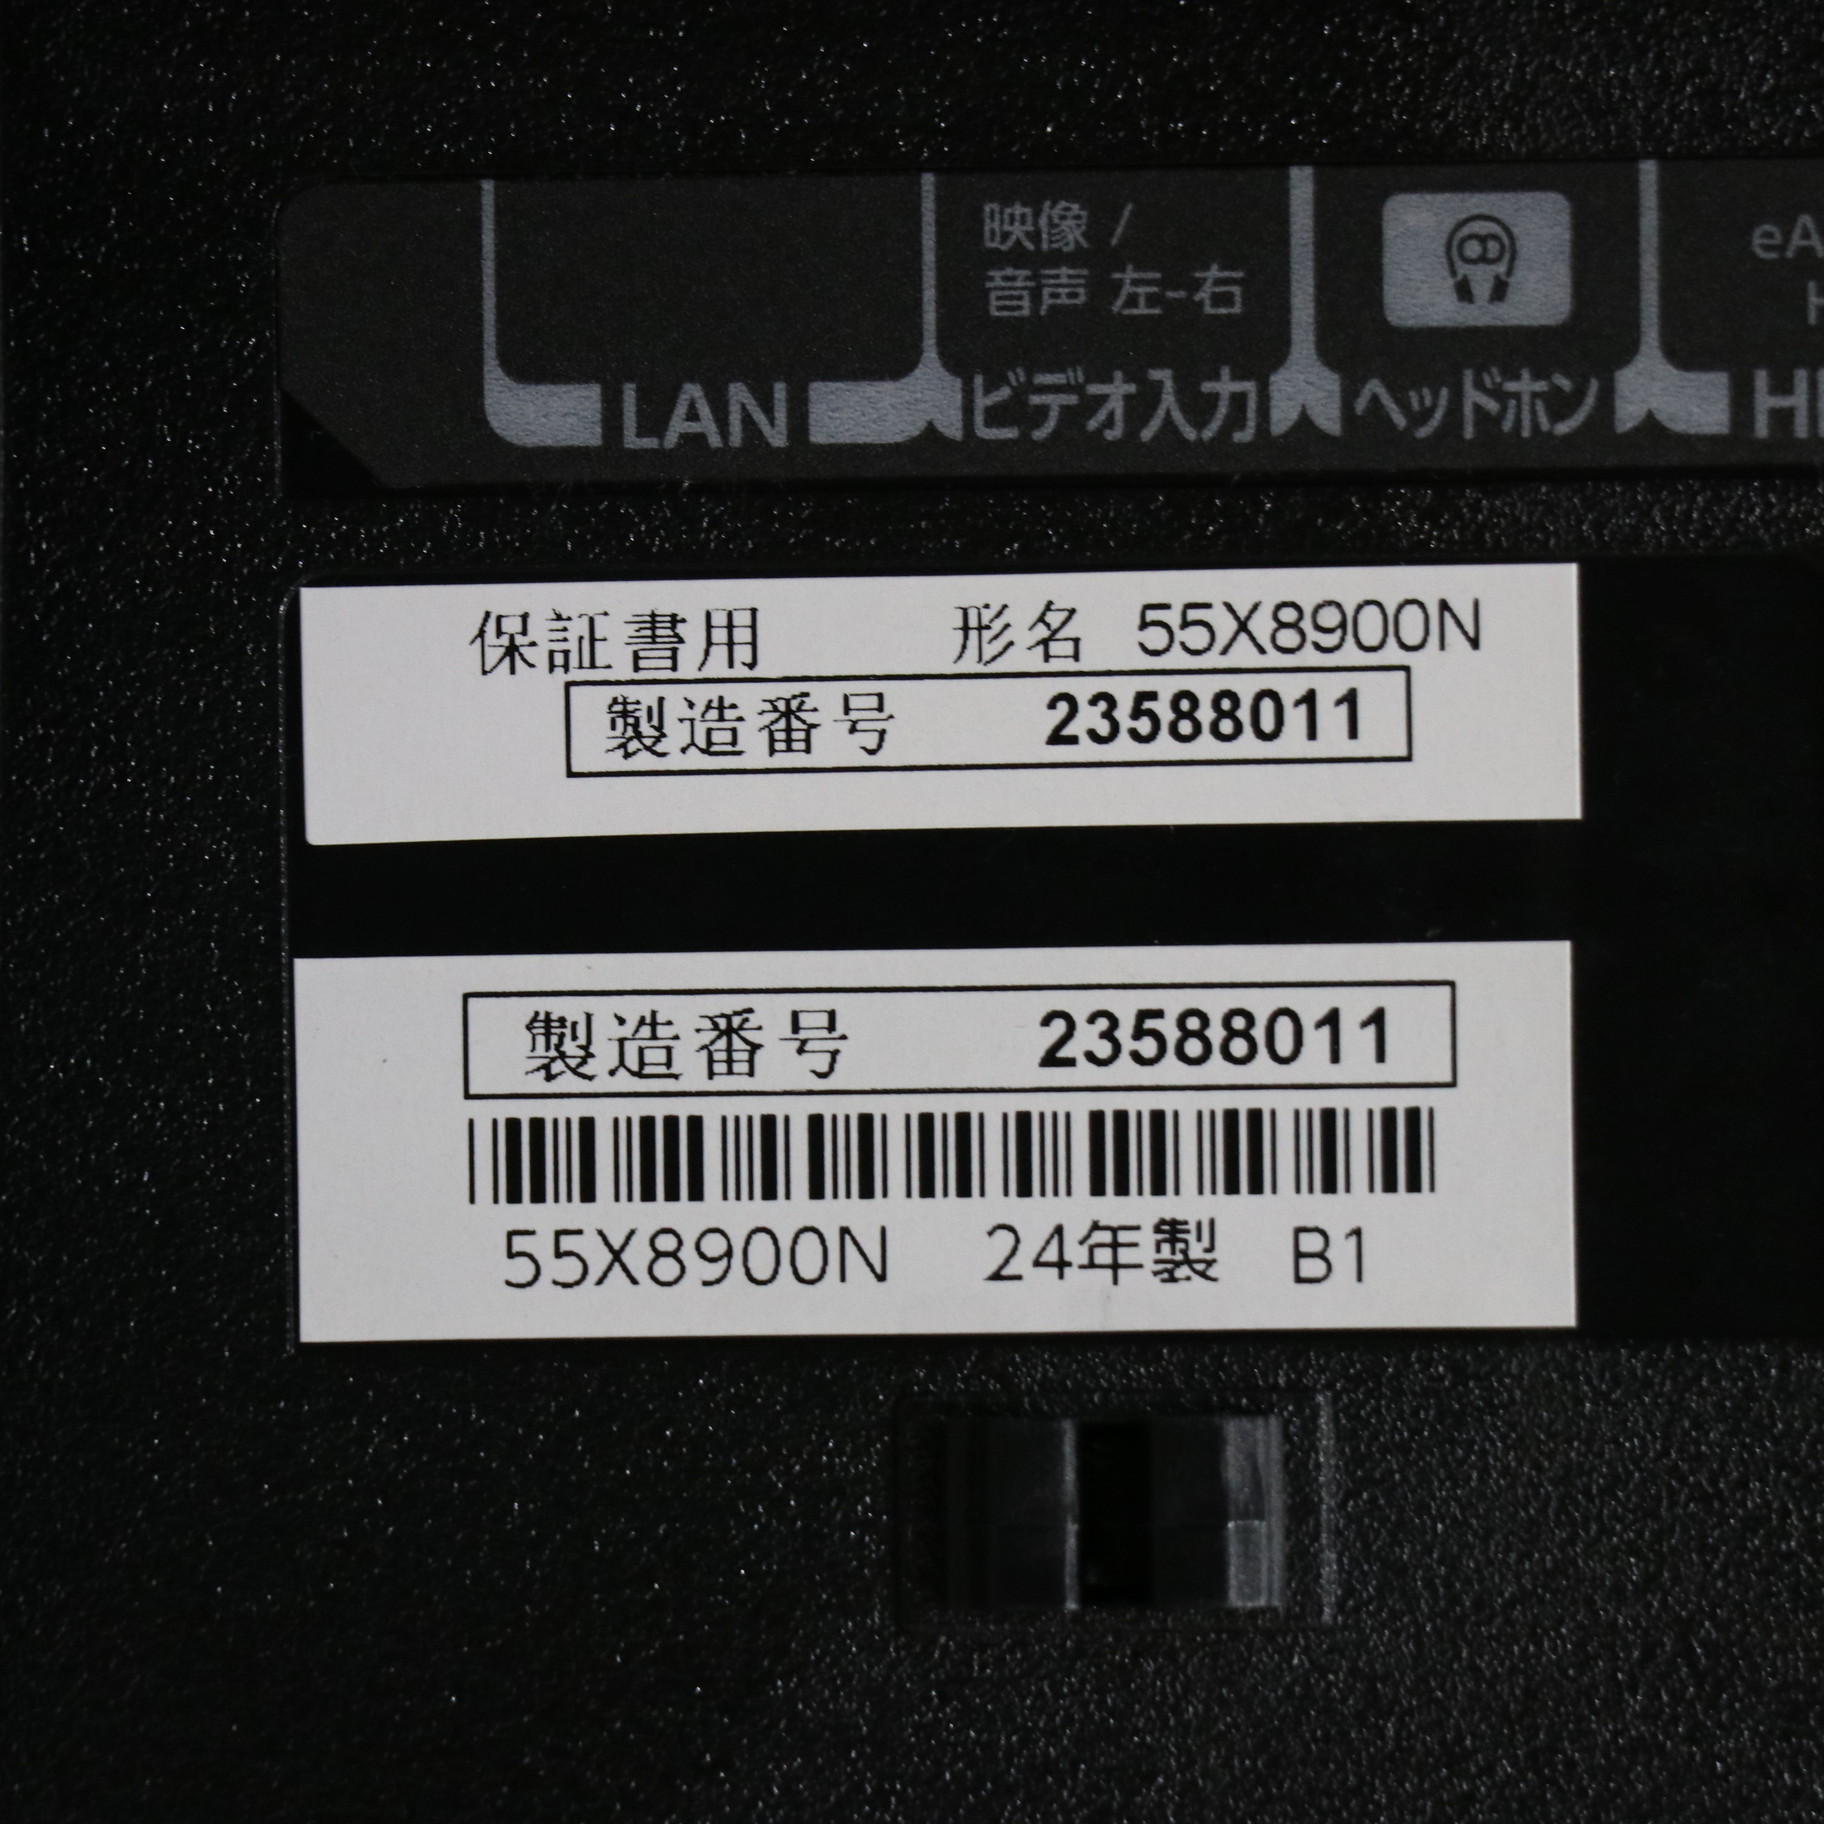 映像 /
音声 左-右
eA
H
LAN
ビデオ入力
ヘッドホン
保証書用 形名 55X8900N
製造番号 23588011
製造番号 23588011
55X8900N 24年製 B1